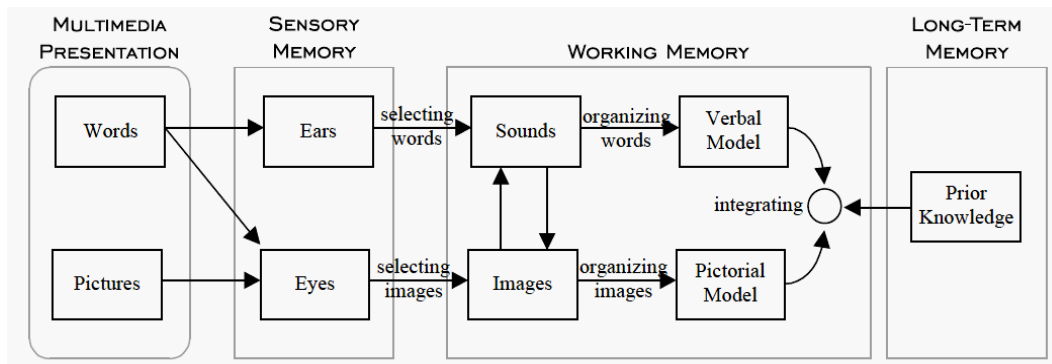 MULTIMEDIA
PRESENTATION
SENSORY
MEMORY
WORKING MEMORY
LONG-TERM
MEMORY
Words
Ears
selecting
words
Sounds
organizing
words
Verbal
Model
integrating
Prior
Knowledge
Pictures
Eyes
selecting
images
Images
organizing
images
Pictorial
Model